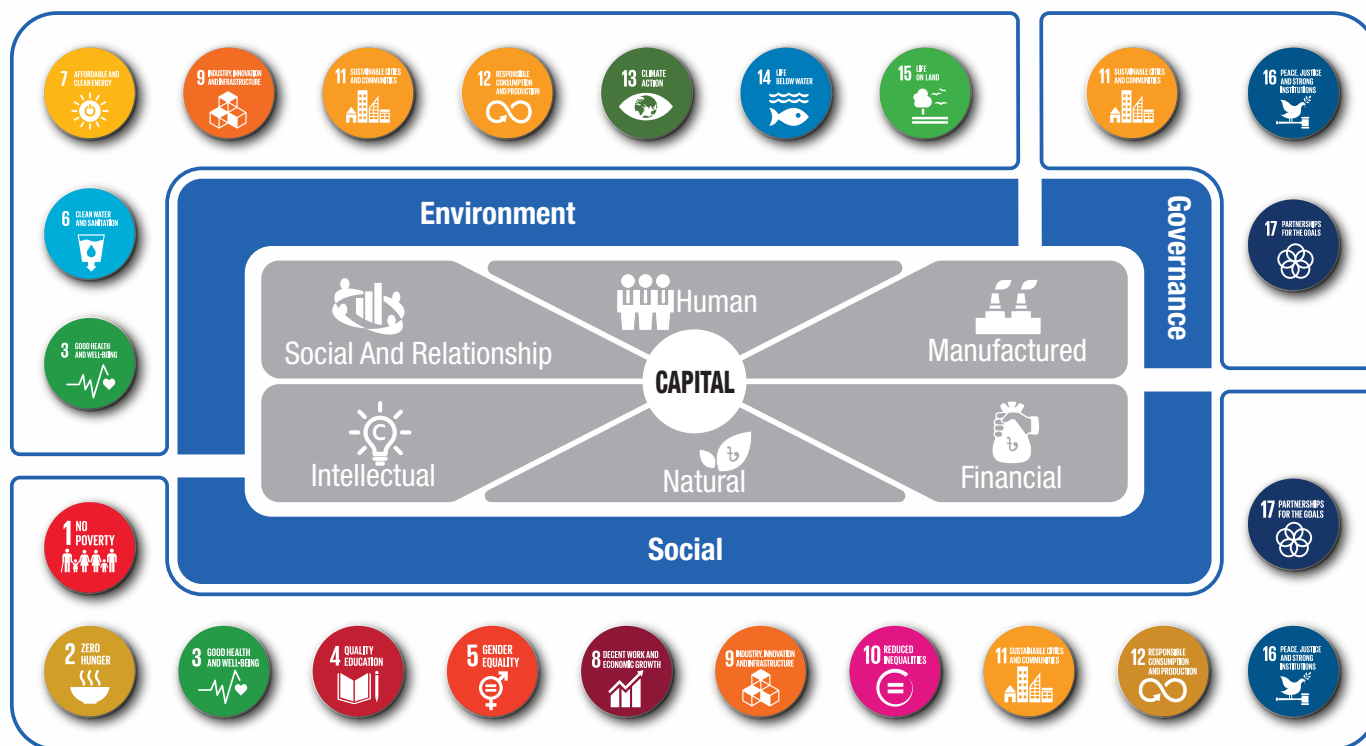 7 AFFORDABLE AND
CLEAN ENERGY
9 INDUSTRY, INNOVATION
AND INFRASTRUCTURE
11 SUSTAINABLE CITIES
AND COMMUNITIES
12 RESPONSIBLE
CONSUMPTION
AND PRODUCTION
13 CLIMATE
ACTION
14 LIFE
BELOW WATER
15 LIFE
ON LAND
11 SUSTAINABLE CITIES
AND COMMUNITIES
16 PEACE, JUSTICE
AND STRONG
INSTITUTIONS
6 CLEAN WATER
AND SANITATION
3 GOOD HEALTH
AND WELL-BEING
17 PARTNERSHIPS
FOR THE GOALS
Environment
Governance
Social And Relationship
Human
Manufactured
CAPITAL
C
Intellectual
৳
Natural
৳
Financial
Social
1 NO
POVERTY
17 PARTNERSHIPS
FOR THE GOALS
2 ZERO
HUNGER
3 GOOD HEALTH
AND WELL-BEING
4 QUALITY
EDUCATION
5 GENDER
EQUALITY
8 DECENT WORK AND
ECONOMIC GROWTH
9 INDUSTRY, INNOVATION
AND INFRASTRUCTURE
10 REDUCED
INEQUALITIES
11 SUSTAINABLE CITIES
AND COMMUNITIES
12 RESPONSIBLE
CONSUMPTION
AND PRODUCTION
16 PEACE, JUSTICE
AND STRONG
INSTITUTIONS